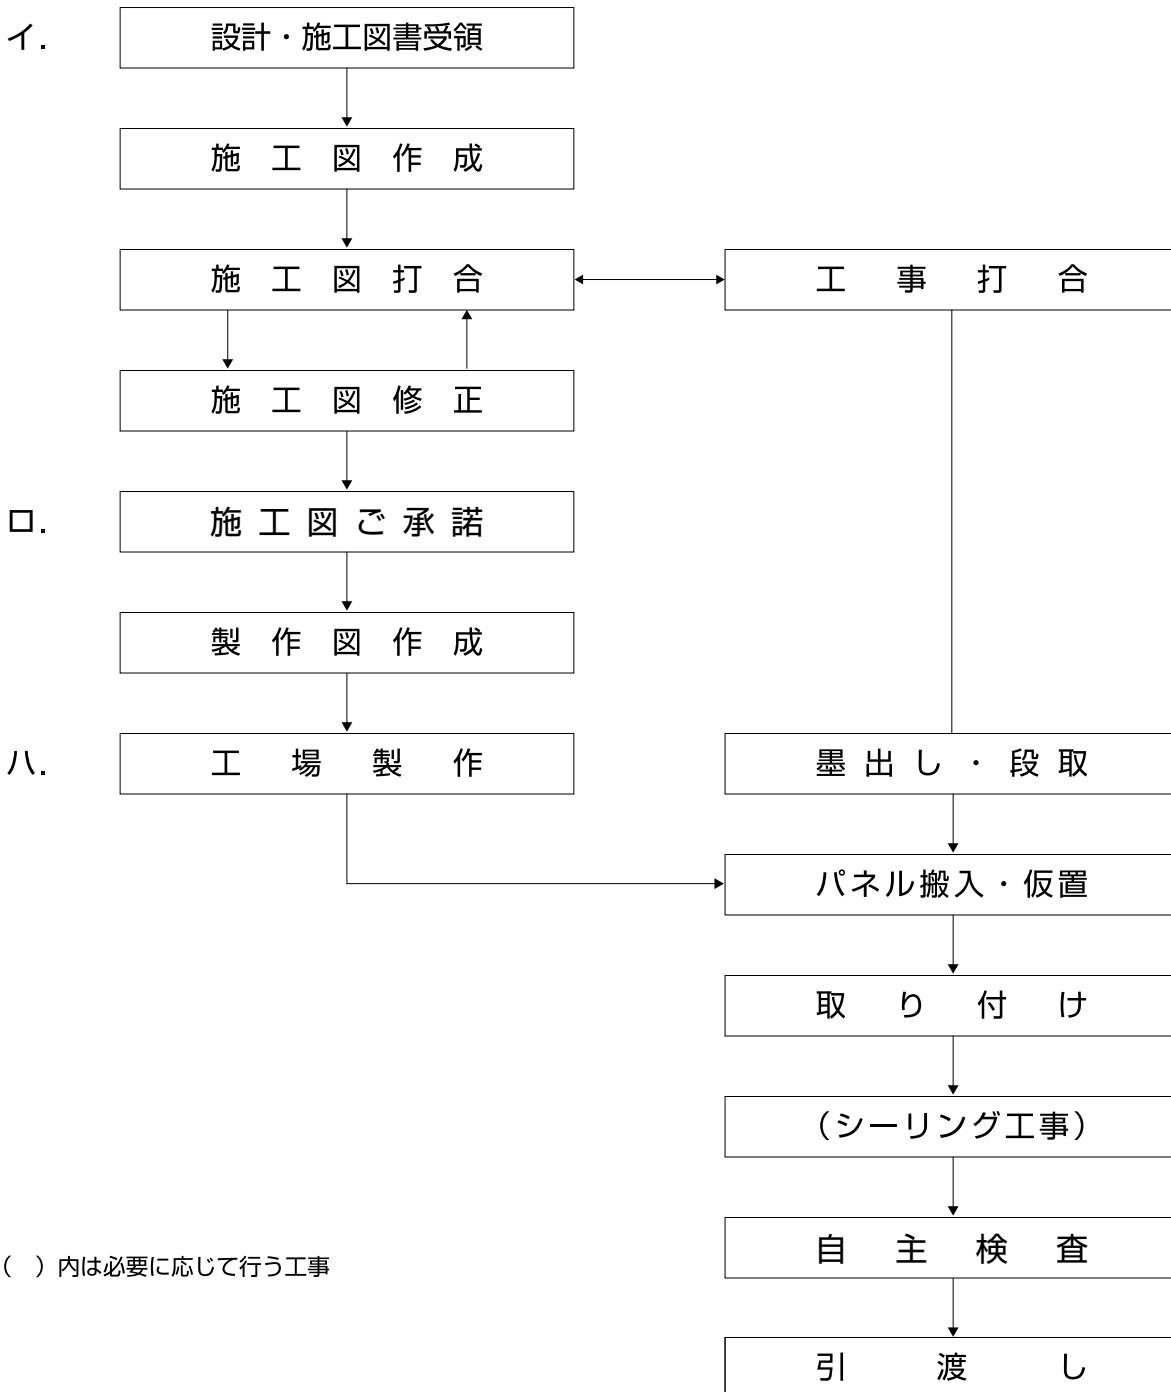 イ.
設計・施工図書受領
施工図作成
施工図打合
工事打合
施工図修正
ロ.
施工図ご承諾
製作図作成
ハ.
工場製作
墨出し・段取
パネル搬入・仮置
取り付け
(シーリング工事)
自主検査
( )内は必要に応じて行う工事
引渡し